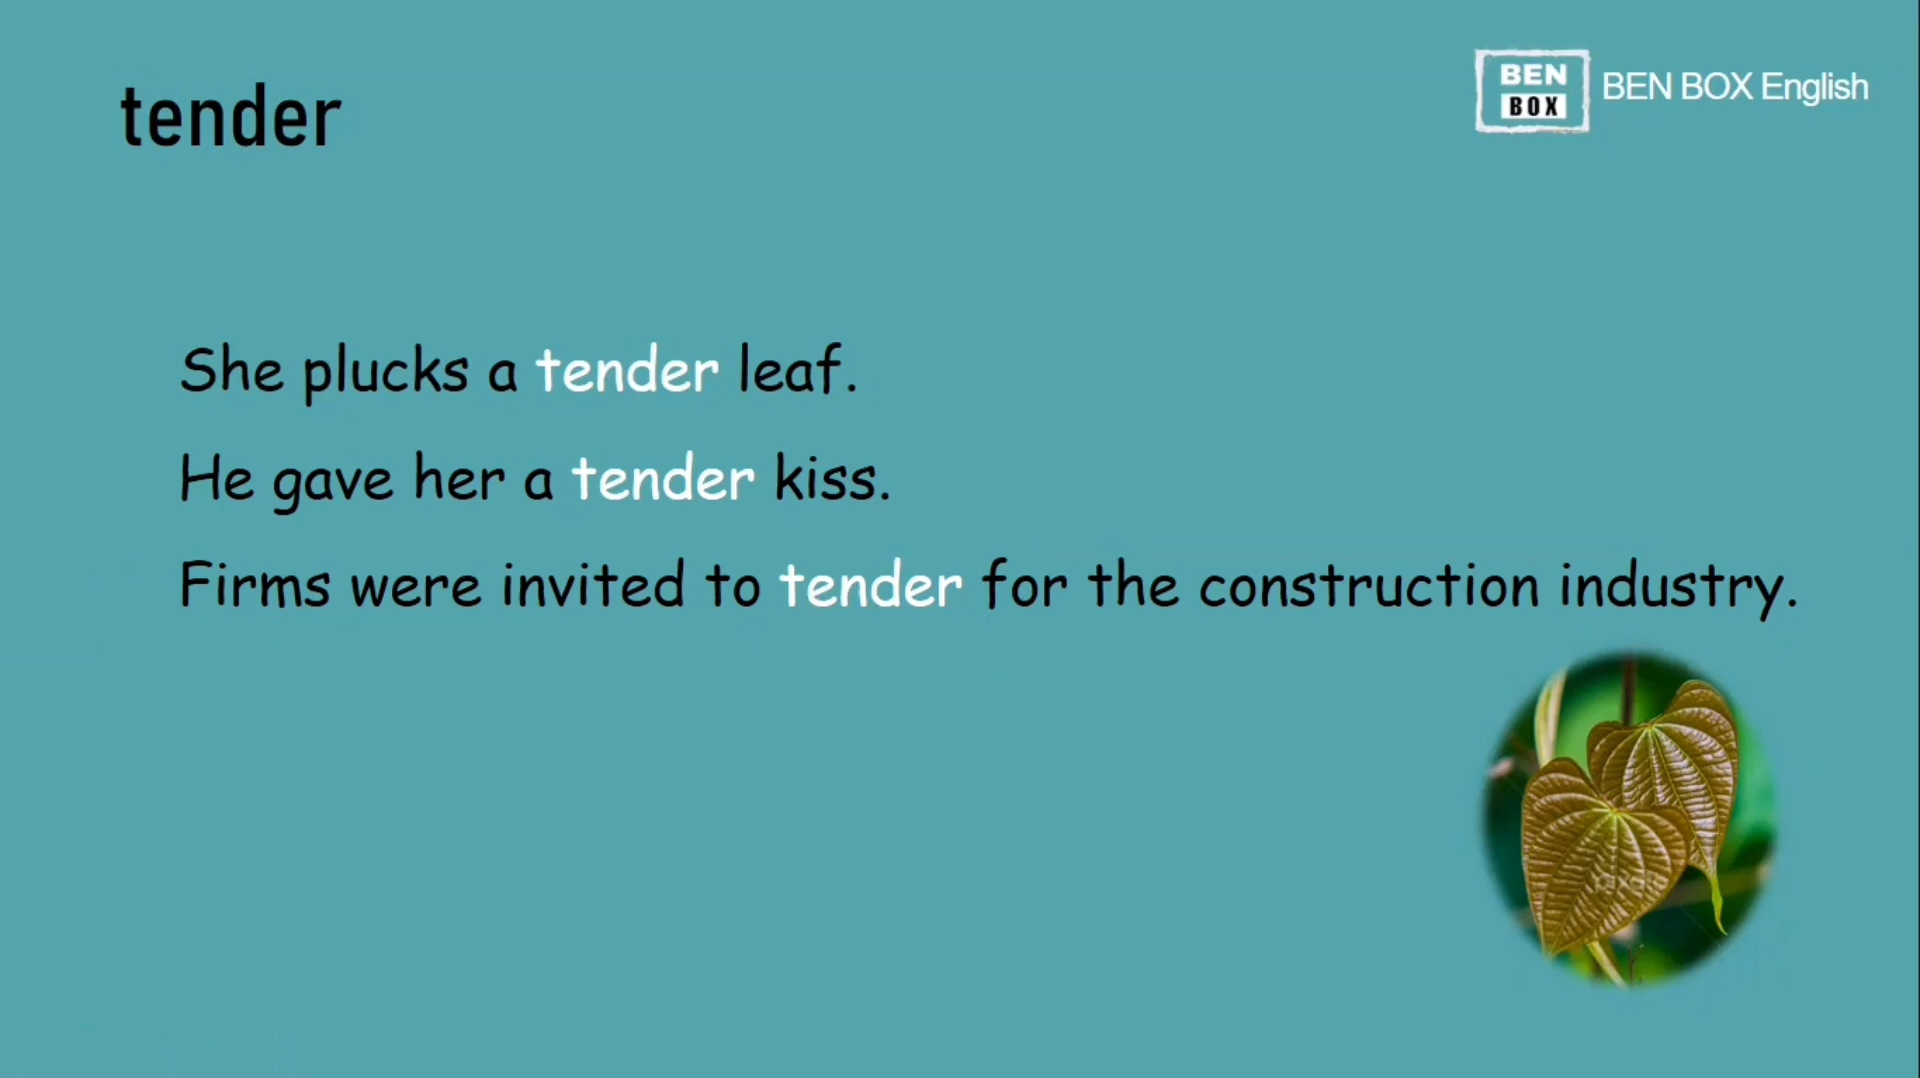 tender
BEN
BOX
BEN BOX English
She plucks a tender leaf.
He gave her a tender kiss.
Firms were invited to tender for the construction industry.